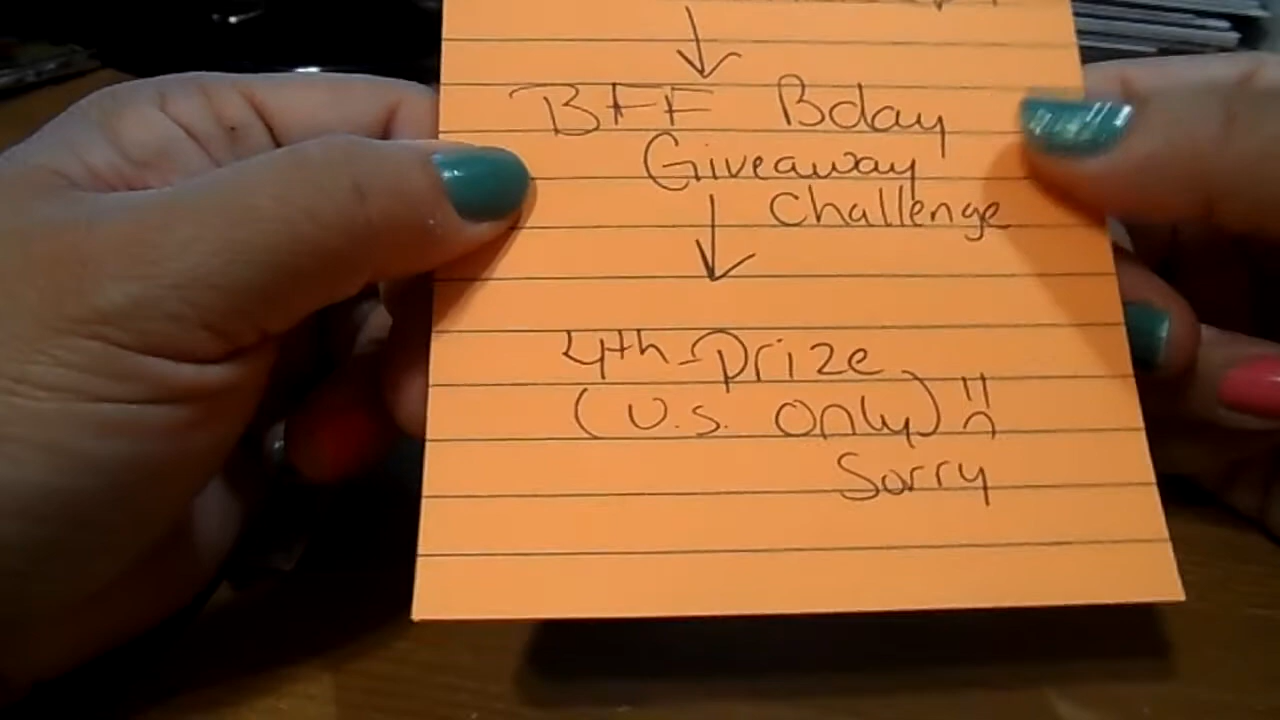 BFF Bday
Giveaway
Challenge
4th-Prize
(U.S. only)
Sorry